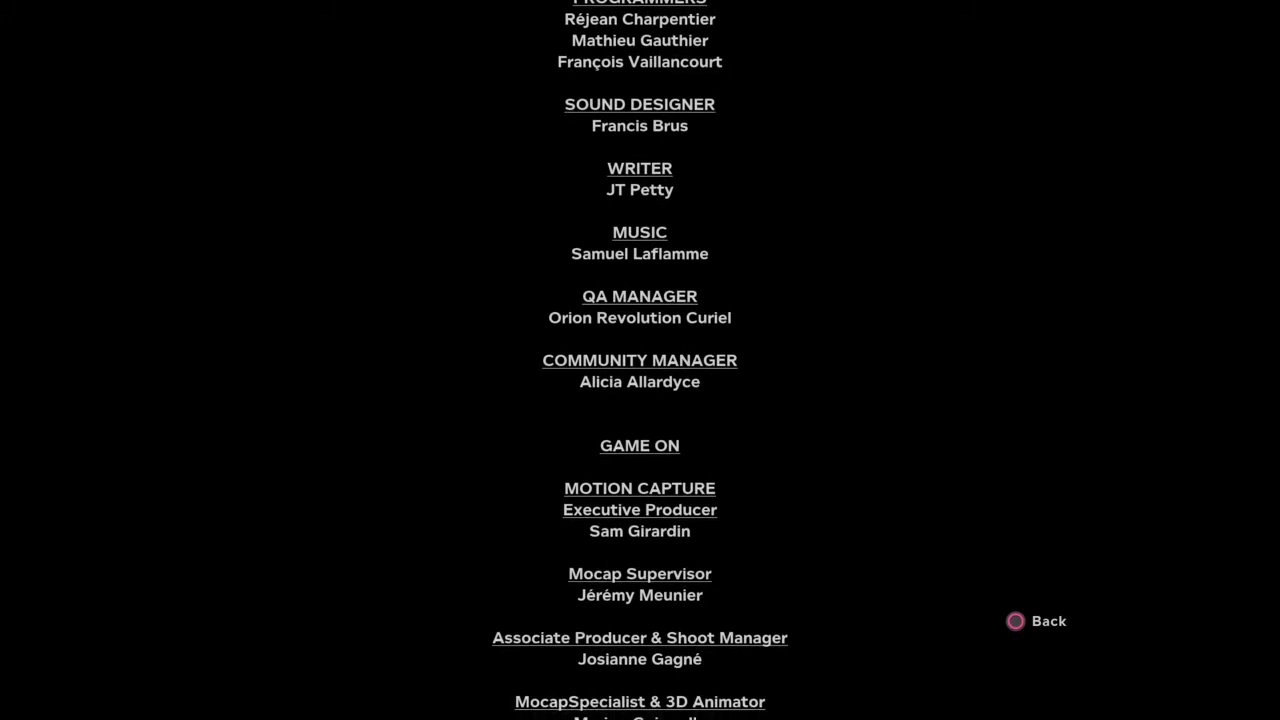 PROGRAMMERS
Réjean Charpentier
Mathieu Gauthier
François Vaillancourt
SOUND DESIGNER
Francis Brus
WRITER
JT Petty
MUSIC
Samuel Laflamme
QA MANAGER
Orion Revolution Curiel
COMMUNITY MANAGER
Alicia Allardyce
GAME ON
MOTION CAPTURE
Executive Producer
Sam Girardin
Mocap Supervisor
Jérémy Meunier
Back
Associate Producer & Shoot Manager
Josianne Gagné
MocapSpecialist & 3D Animator